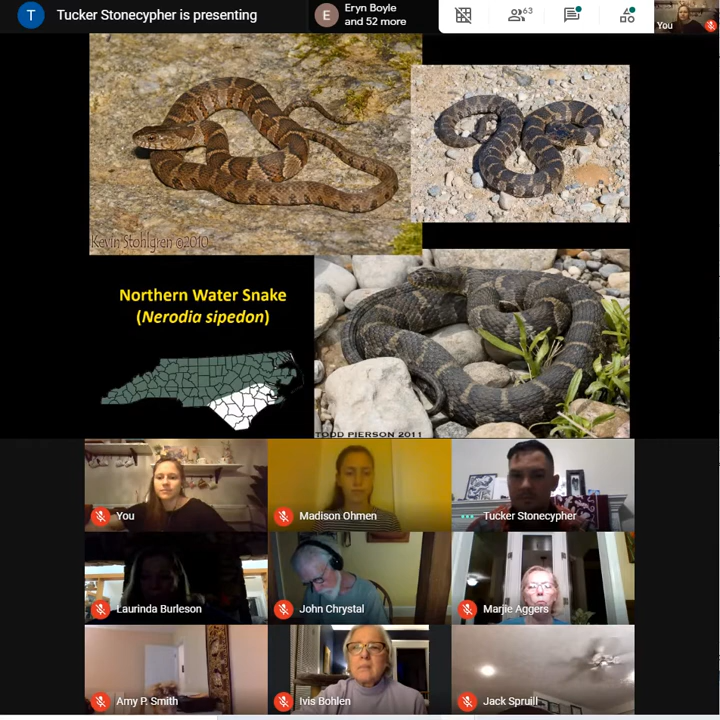 T
Tucker Stonecypher is presenting
E
Eryn Boyle
and 52 more
63
You
Kevin Stohlgren ©2010
Northern Water Snake
(Nerodia sipedon)
TODD PIERSON 2011
You
Madison Ohmen
Tucker Stonecypher
Laurinda Burleson
John Chrystal
Marjie Aggers
Amy P. Smith
Ivis Bohlen
Jack Spruill